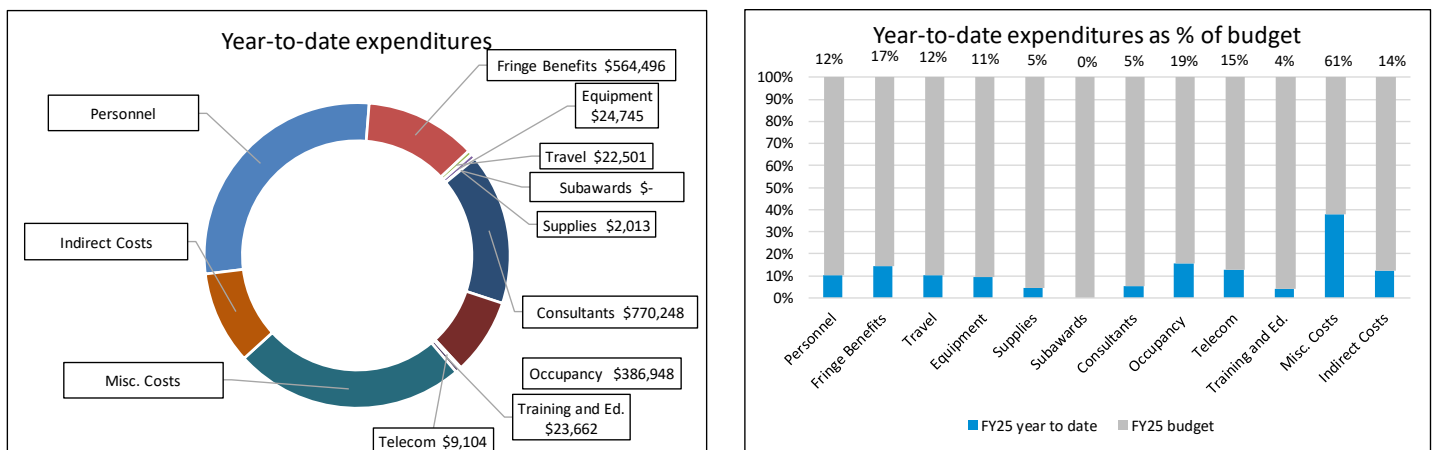 Year-to-date expenditures
Fringe Benefits $564,496
Equipment
$24,745
Personnel
Travel $22,501
Subawards $-
Supplies $2,013
Indirect Costs
Consultants $770,248
Misc. Costs
Occupancy $386,948
Training and Ed.
$23,662
Telecom $9,104
Year-to-date expenditures as % of budget
12% 17% 12% 11% 5% 0% 5% 19% 15% 4% 61% 14%
100%
90%
80%
70%
60%
50%
40%
30%
20%
10%
0%
Personnel
Fringe Benefits
Travel
Equipment
Supplies
Subawards
Consultants
Occupancy
Telecom
Training and Ed.
Misc. Costs
Indirect Costs
FY25 year to date FY25 budget